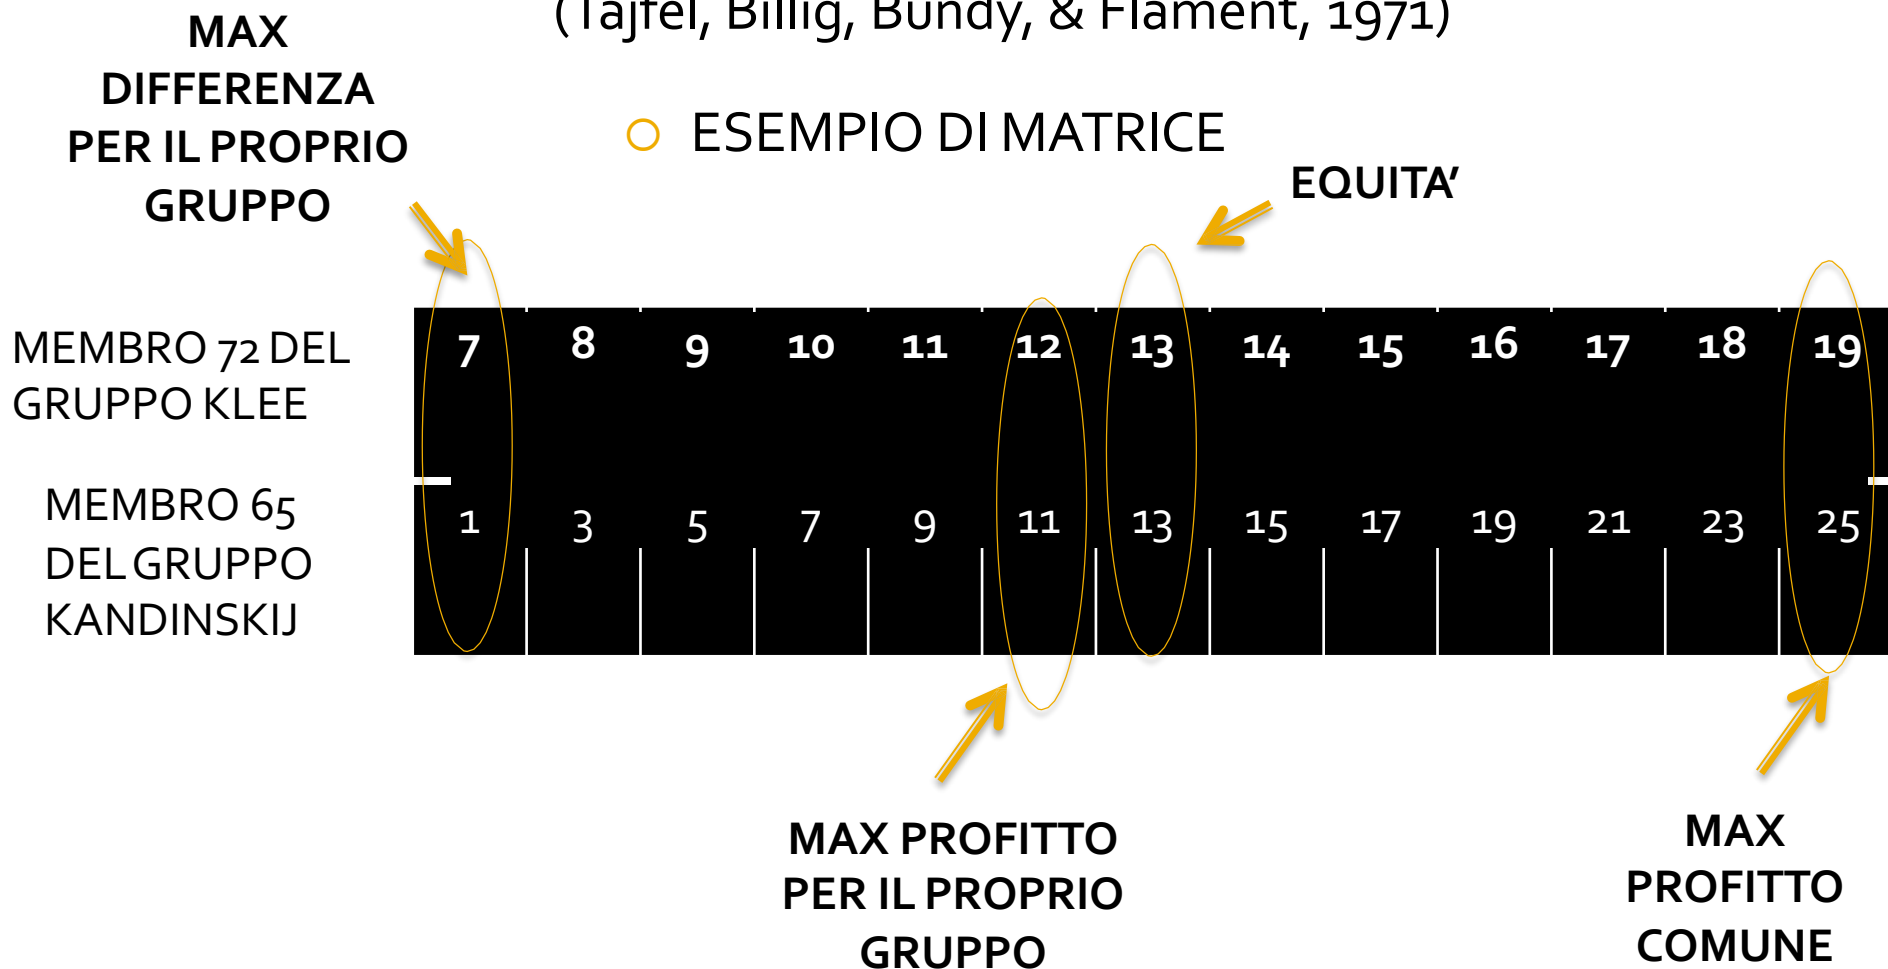 (Tajfel, Billig, Bundy, & Flament, 1971)
MAX
DIFFERENZA
PER IL PROPRIO
GRUPPO
ESEMPIO DI MATRICE
EQUITA’
MEMBRO 72 DEL
GRUPPO KLEE
7 8 9 10 11 12 13 14 15 16 17 18 19
MEMBRO 65
DEL GRUPPO
KANDINSKIJ
1 3 5 7 9 11 13 15 17 19 21 23 25
MAX PROFITTO
PER IL PROPRIO
GRUPPO
MAX
PROFITTO
COMUNE